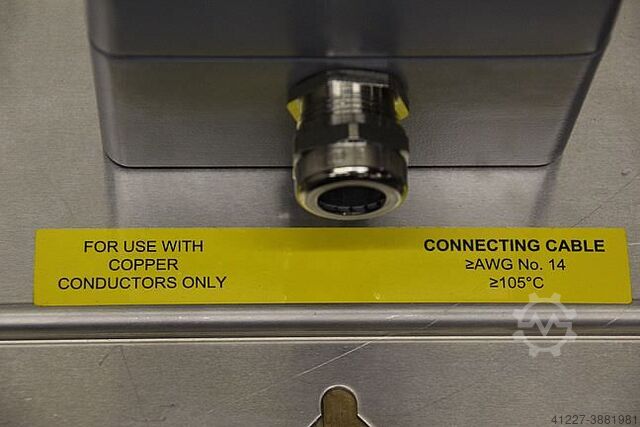 FOR USE WITH
COPPER
CONDUCTORS ONLY
CONNECTING CABLE
≥AWG No. 14
≥105°C
41227-3881981